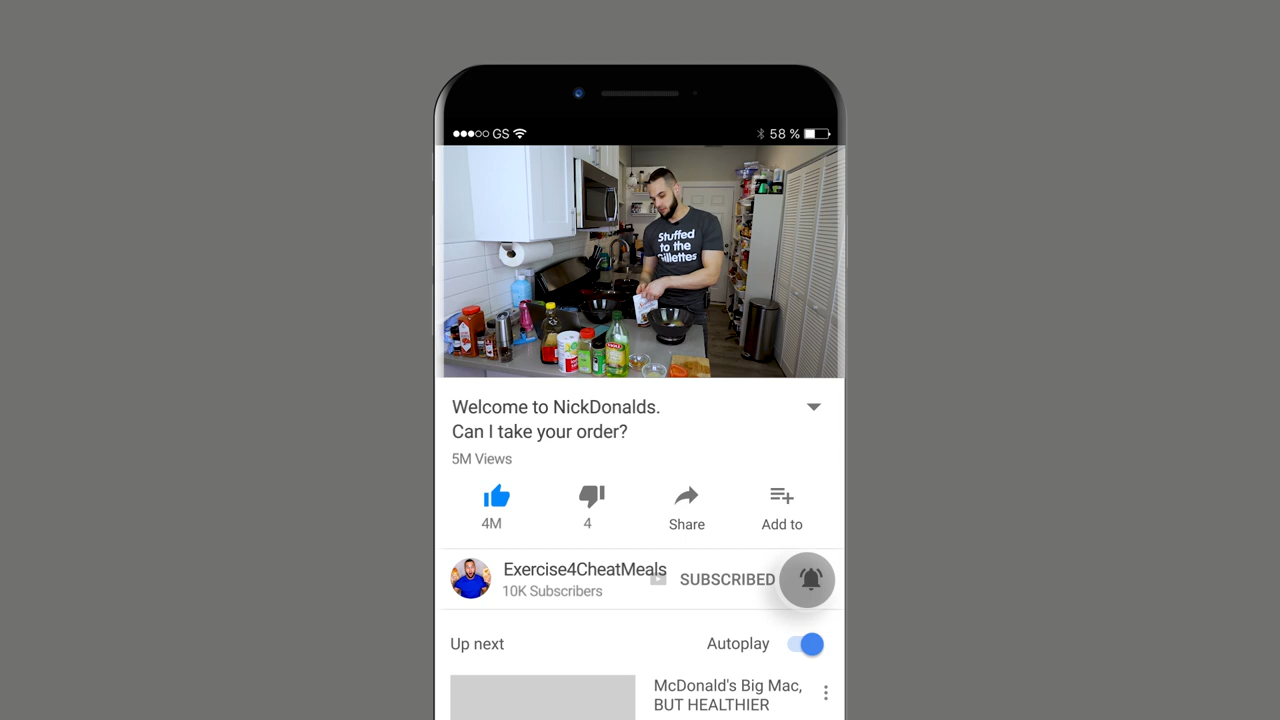 GS 58 %
Stuffed
to the
Gillettes
Welcome to NickDonalds.
Can I take your order?
5M Views
4M 4 Share Add to
Exercise4CheatMeals
SUBSCRIBED
10K Subscribers
Up next Autoplay
McDonald's Big Mac,
BUT HEALTHIER